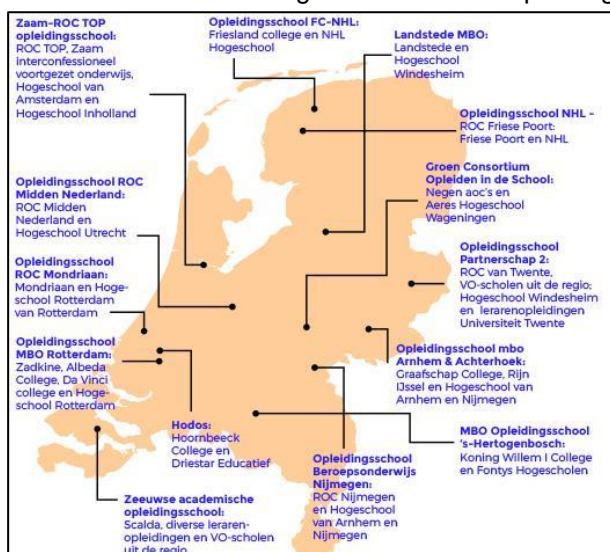 Zaam-ROC TOP
opleidingsschool:
ROC TOP, Zaam
interconfessioneel
voortgezet onderwijs,
Hogeschool van
Amsterdam en
Hogeschool Inholland
Opleidingsschool FC-NHL:
Friesland college en NHL
Hogeschool
Landstede MBO:
Landstede en
Hogeschool
Windesheim
Opleidingsschool NHL -
ROC Friese Poort:
Friese Poort en NHL
Groen Consortium
Opleiden in de School:
Negen aoc's en
Aeres Hogeschool
Wageningen
Opleidingsschool ROC
Midden Nederland:
ROC Midden
Nederland en
Hogeschool Utrecht
Opleidingsschool
Partnerschap 2:
ROC van Twente,
VO-scholen uit de regio;
Hogeschool Windesheim
en lerarenopleidingen
Universiteit Twente
Opleidingsschool
ROC Mondriaan:
Mondriaan en Hoge-
school Rotterdam
van Rotterdam
Opleidingsschool
MBO Rotterdam:
Zadkine, Albeda
College, Da Vinci
college en Hoge-
school Rotterdam
Opleidingsschool mbo
Arnhem & Achterhoek:
Graafschap College, Rijn
IJssel en Hogeschool van
Arnhem en Nijmegen
Hodos:
Hoornbeeck
College en
Driestar Educatief
MBO Opleidingsschool
's-Hertogenbosch:
Koning Willem I College
en Fontys Hogescholen
Opleidingsschool
Beroepsonderwijs
Nijmegen:
ROC Nijmegen
en Hogeschool
van Arnhem en
Nijmegen
Zeeuwse academische
opleidingsschool:
Scalda, diverse leraren-
opleidingen en VO-scholen
uit de regio